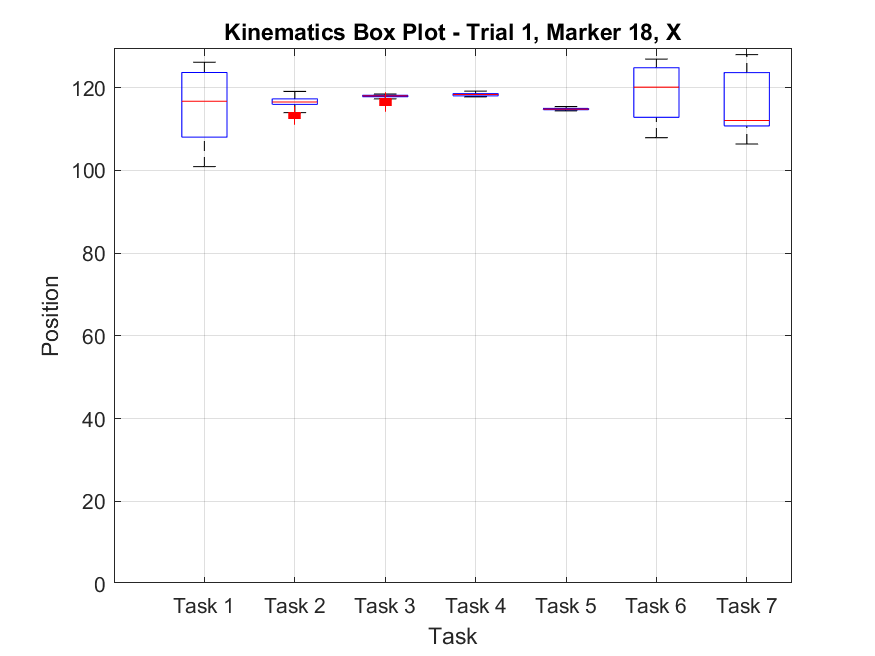 Kinematics Box Plot - Trial 1, Marker 18, X
120
100
80
60
40
20
0
Position
Task 1 Task 2 Task 3 Task 4 Task 5 Task 6 Task 7
Task